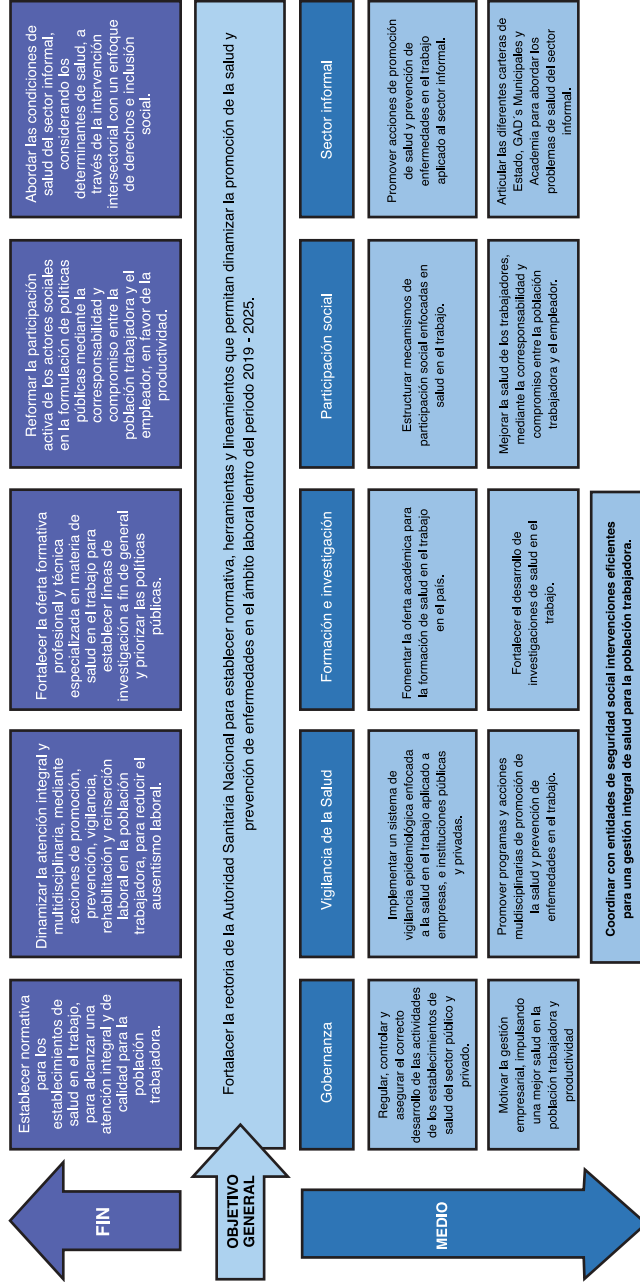 FIN
Establecer normativa
para los
establecimientos de
salud en el trabajo,
para alcanzar una
atención integral y de
calidad para la
población
trabajadora.
Dinamizar la atención integral y
multidisciplinaria, mediante
acciones de promoción,
prevención, vigilancia,
rehabilitación y reinserción
laboral en la población
trabajadora, para reducir el
ausentismo laboral.
Fortalecer la oferta formativa
profesional y técnica
especializada en materia de
salud en el trabajo para
establecer líneas de
investigación a fin de general
y priorizar las políticas
públicas.
Reformar la participación
activa de los actores sociales
en la formulación de políticas
públicas mediante la
corresponsabilidad y
compromiso entre la
población trabajadora y el
empleador, en favor de la
productividad.
Abordar las condiciones de
salud del sector informal,
considerando los
determinantes de salud, a
través de la intervención
intersectorial con un enfoque
de derechos e inclusión
social.
OBJETIVO
GENERAL
Fortalacer la rectoria de la Autoridad Sanitaria Nacional para establecer normativa, herramientas y lineamientos que permitan dinamizar la promoción de la salud y
prevención de enfermedades en el ámbito laboral dentro del periodo 2019 - 2025.
MEDIO
Gobernanza
Vigilancia de la Salud
Formación e investigación
Participación social
Sector informal
Regular, controlar y
asegurar el correcto
desarrollo de las actividades
de los establecimientos de
salud del sector público y
privado.
Implementar un sistema de
vigilancia epidemiológica enfocada
a la salud en el trabajo aplicado a
empresas, e instituciones públicas
y privadas.
Fomentar la oferta académica para
la formación de salud en el trabajo
en el país.
Estructurar mecanismos de
participación social enfocadas en
salud en el trabajo.
Promover acciones de promoción
de salud y prevención de
enfermedades en el trabajo
aplicado al sector informal.
Motivar la gestión
empresarial, impulsando
una mejor salud en la
población trabajadora y
productividad
Promover programas y acciones
muldisciplinarias de promoción de
la salud y prevención de
enfemedades en el trabajo.
Fortalecer el desarrollo de
investigaciones de salud en el
trabajo.
Mejorar la salud de los trabajadores,
mediante la corresponsabilidad y
compromiso entre la población
trabajadora y el empleador.
Articular las diferentes carteras de
Estado, GAD´s Municipales y
Academia para abordar los
problemas de salud del sector
informal.
Coordinar con entidades de seguridad social intervenciones eficientes
para una gestión integral de salud para la población trabajadora.